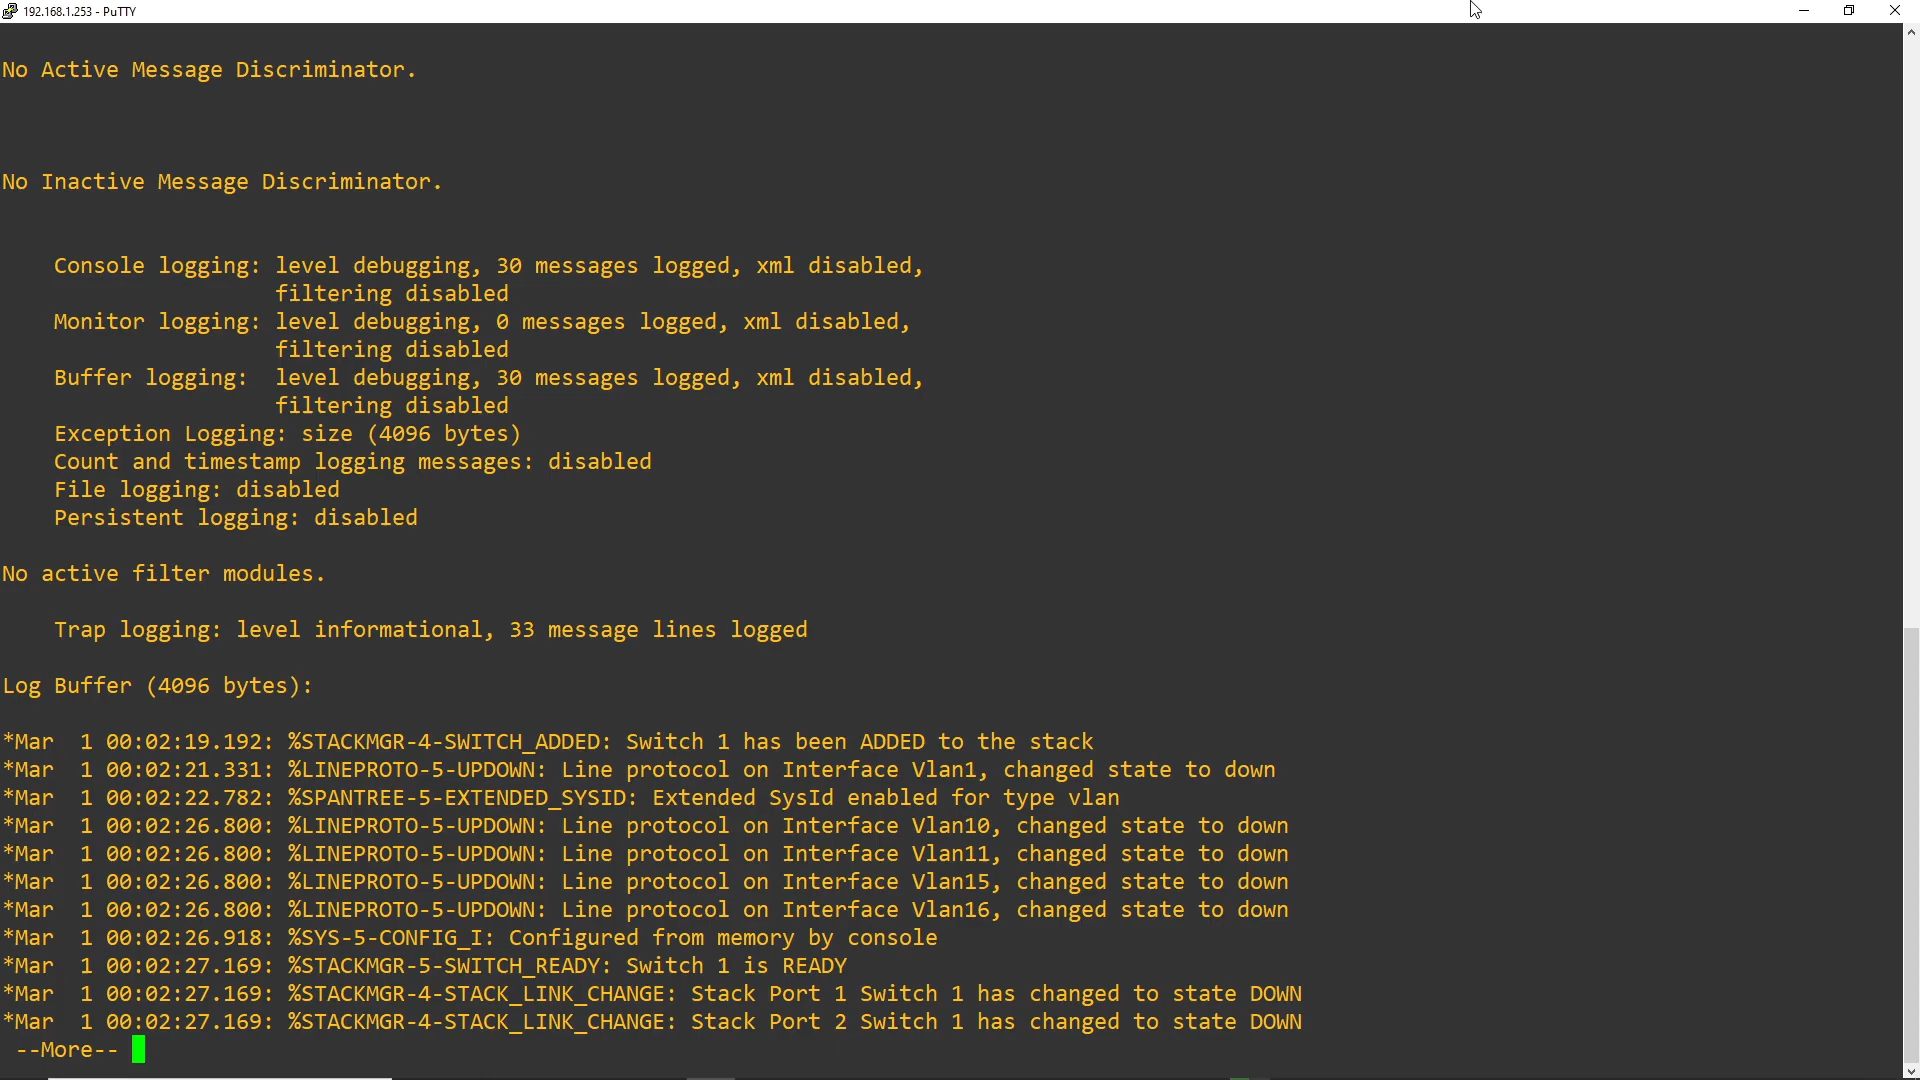 192.168.1.253 - PuTTY
No Active Message Discriminator.
No Inactive Message Discriminator.
Console logging: level debugging, 30 messages logged, xml disabled,
filtering disabled
Monitor logging: level debugging, 0 messages logged, xml disabled,
filtering disabled
Buffer logging:  level debugging, 30 messages logged, xml disabled,
filtering disabled
Exception Logging: size (4096 bytes)
Count and timestamp logging messages: disabled
File logging: disabled
Persistent logging: disabled
No active filter modules.
Trap logging: level informational, 33 message lines logged
Log Buffer (4096 bytes):
*Mar  1 00:02:19.192: %STACKMGR-4-SWITCH_ADDED: Switch 1 has been ADDED to the stack
*Mar  1 00:02:21.331: %LINEPROTO-5-UPDOWN: Line protocol on Interface Vlan1, changed state to down
*Mar  1 00:02:22.782: %SPANTREE-5-EXTENDED_SYSID: Extended SysId enabled for type vlan
*Mar  1 00:02:26.800: %LINEPROTO-5-UPDOWN: Line protocol on Interface Vlan10, changed state to down
*Mar  1 00:02:26.800: %LINEPROTO-5-UPDOWN: Line protocol on Interface Vlan11, changed state to down
*Mar  1 00:02:26.800: %LINEPROTO-5-UPDOWN: Line protocol on Interface Vlan15, changed state to down
*Mar  1 00:02:26.800: %LINEPROTO-5-UPDOWN: Line protocol on Interface Vlan16, changed state to down
*Mar  1 00:02:26.918: %SYS-5-CONFIG_I: Configured from memory by console
*Mar  1 00:02:27.169: %STACKMGR-5-SWITCH_READY: Switch 1 is READY
*Mar  1 00:02:27.169: %STACKMGR-4-STACK_LINK_CHANGE: Stack Port 1 Switch 1 has changed to state DOWN
*Mar  1 00:02:27.169: %STACKMGR-4-STACK_LINK_CHANGE: Stack Port 2 Switch 1 has changed to state DOWN
--More--